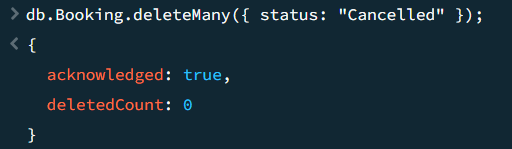 > db.Booking.deleteMany({ status: "Cancelled" });
< {
acknowledged: true,
deletedCount: 0
}